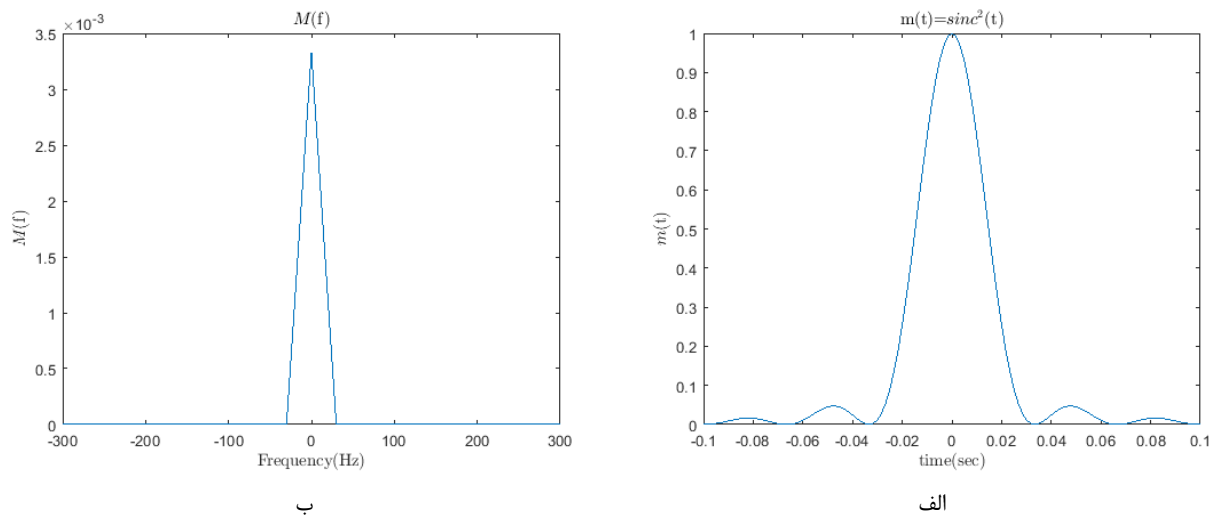 M(f)
×10⁻³
3.5
3
2.5
2
1.5
1
0.5
0
M(f)
-300 -200 -100 0 100 200 300
Frequency(Hz)
ب
m(t)=sinc²(t)
1
0.9
0.8
0.7
0.6
0.5
0.4
0.3
0.2
0.1
0
m(t)
-0.1 -0.08 -0.06 -0.04 -0.02 0 0.02 0.04 0.06 0.08 0.1
time(sec)
الف